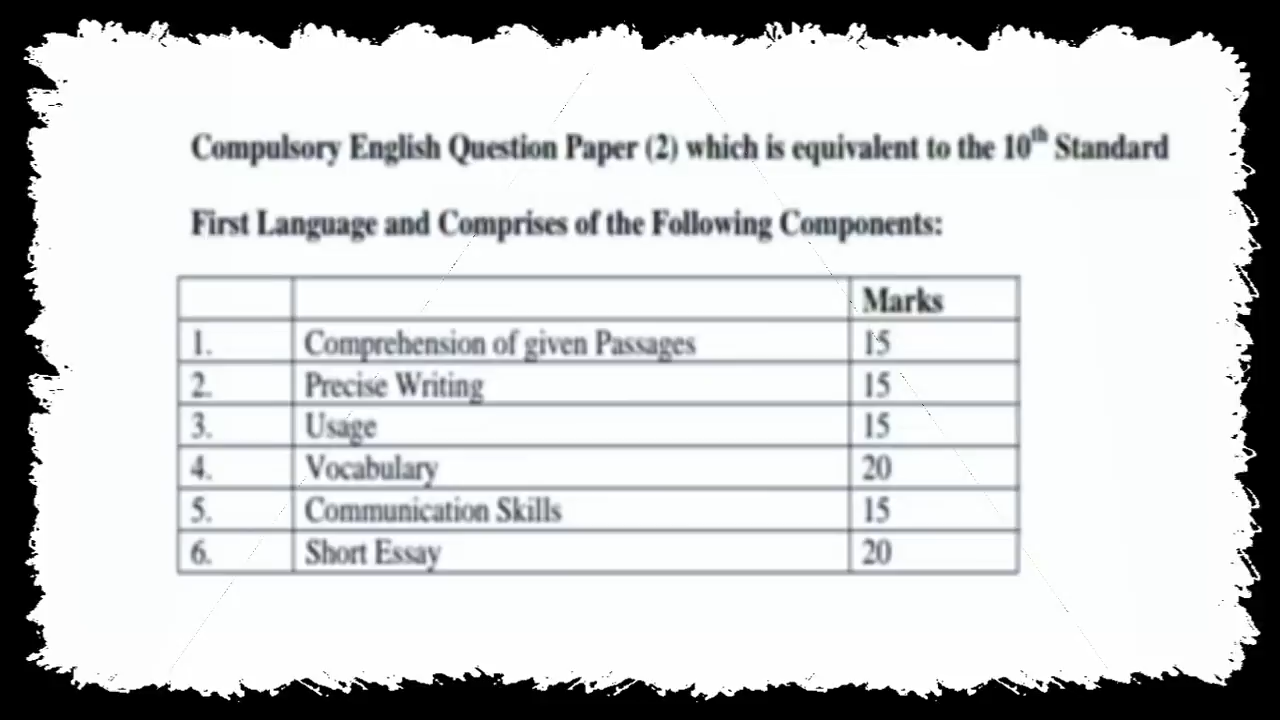 Compulsory English Question Paper (2) which is equivalent to the 10th Standard
First Language and Comprises of the Following Components:
Marks
1. Comprehension of given Passages 15
2. Precise Writing 15
3. Usage 15
4. Vocabulary 20
5. Communication Skills 15
6. Short Essay 20